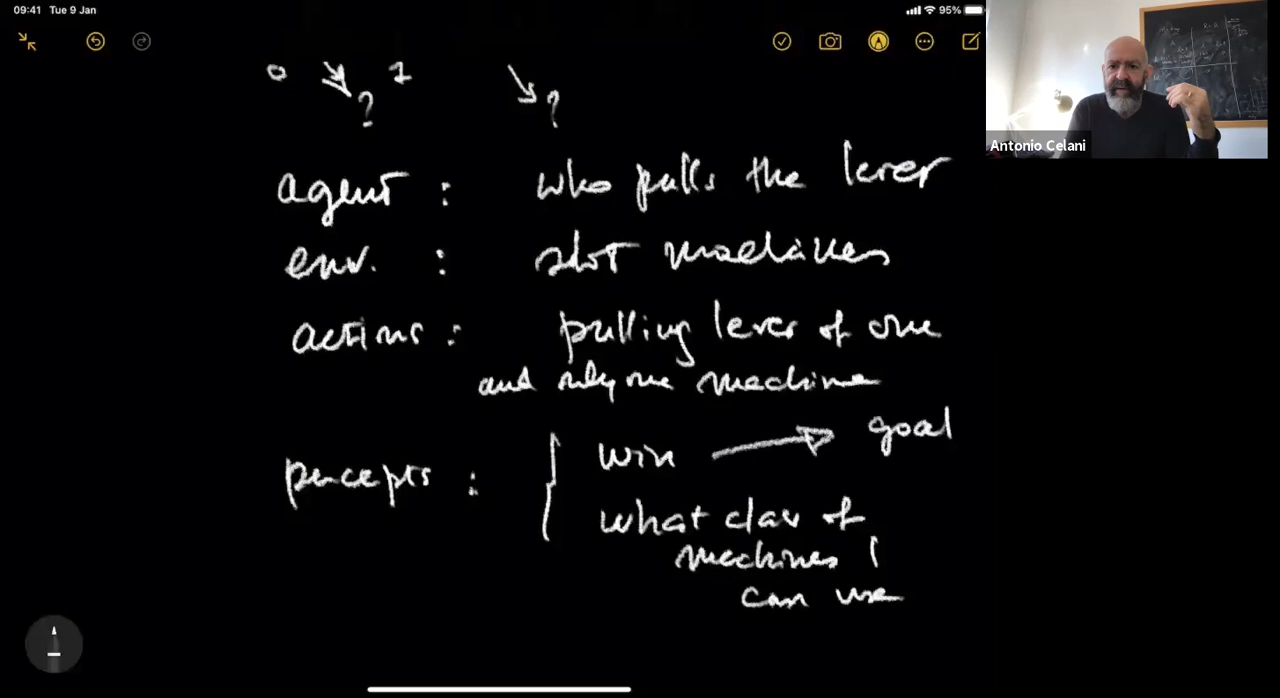 09:41 Tue 9 Jan
95%
Antonio Celani
0 ? 1 ?
agent : who pulls the lever
env. : slot machines
actions : pulling lever of one
and only one machine
percepts : { win → goal
what class of
machines I
can use